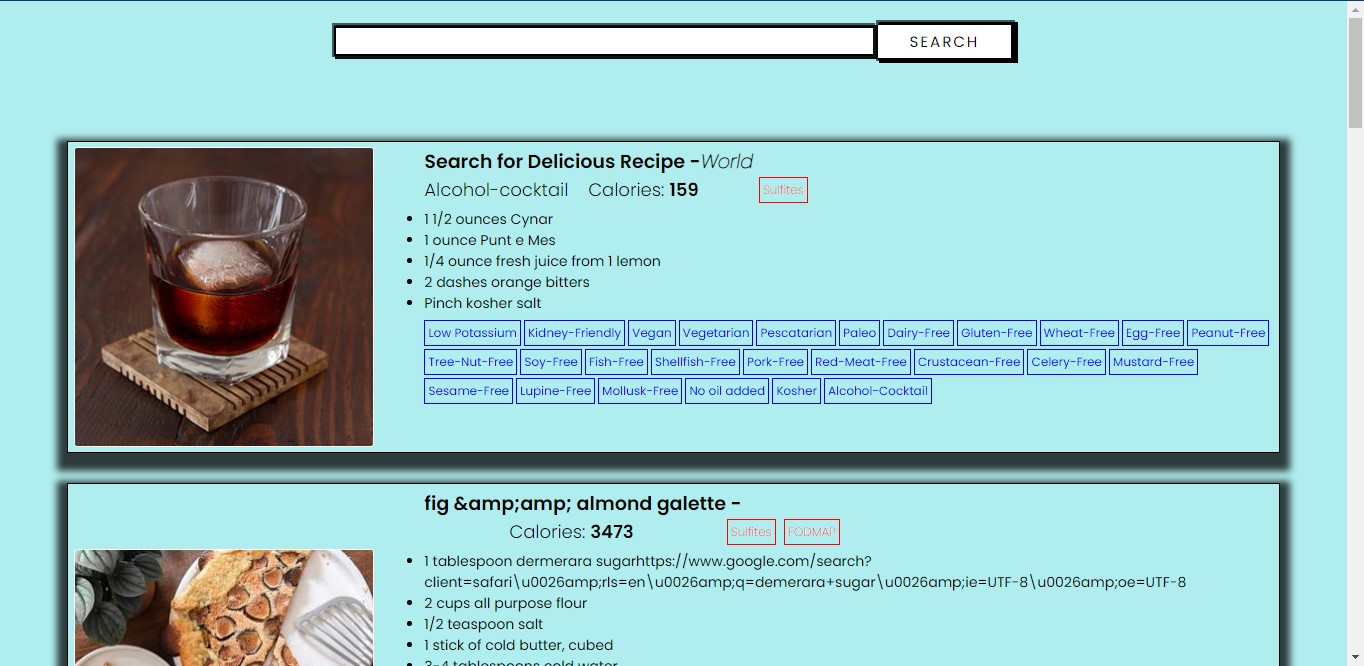 SEARCH
Search for Delicious Recipe -World
Alcohol-cocktail Calories: 159 Sulfites
1 1/2 ounces Cynar
1 ounce Punt e Mes
1/4 ounce fresh juice from 1 lemon
2 dashes orange bitters
Pinch kosher salt
Low Potassium Kidney-Friendly Vegan Vegetarian Pescatarian Paleo Dairy-Free Gluten-Free Wheat-Free Egg-Free Peanut-Free
Tree-Nut-Free Soy-Free Fish-Free Shellfish-Free Pork-Free Red-Meat-Free Crustacean-Free Celery-Free Mustard-Free
Sesame-Free Lupine-Free Mollusk-Free No oil added Kosher Alcohol-Cocktail
fig &amp;amp; almond galette -
Calories: 3473 Sulfites FODMAP
1 tablespoon dermerara sugarhttps://www.google.com/search?
client=safari\u0026amp;rls=en\u0026amp;q=demerara+sugar\u0026amp;ie=UTF-8\u0026amp;oe=UTF-8
2 cups all purpose flour
1/2 teaspoon salt
1 stick of cold butter, cubed
3-4 tablespoons cold water